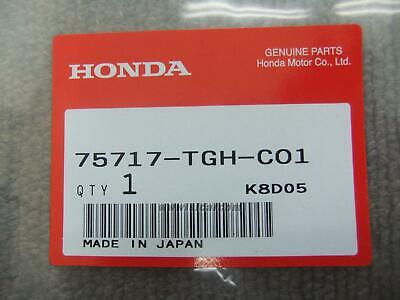 GENUINE PARTS
HONDA
Honda Motor Co., Ltd.
75717-TGH-C01
QTY 1
K8D05
MADE IN JAPAN